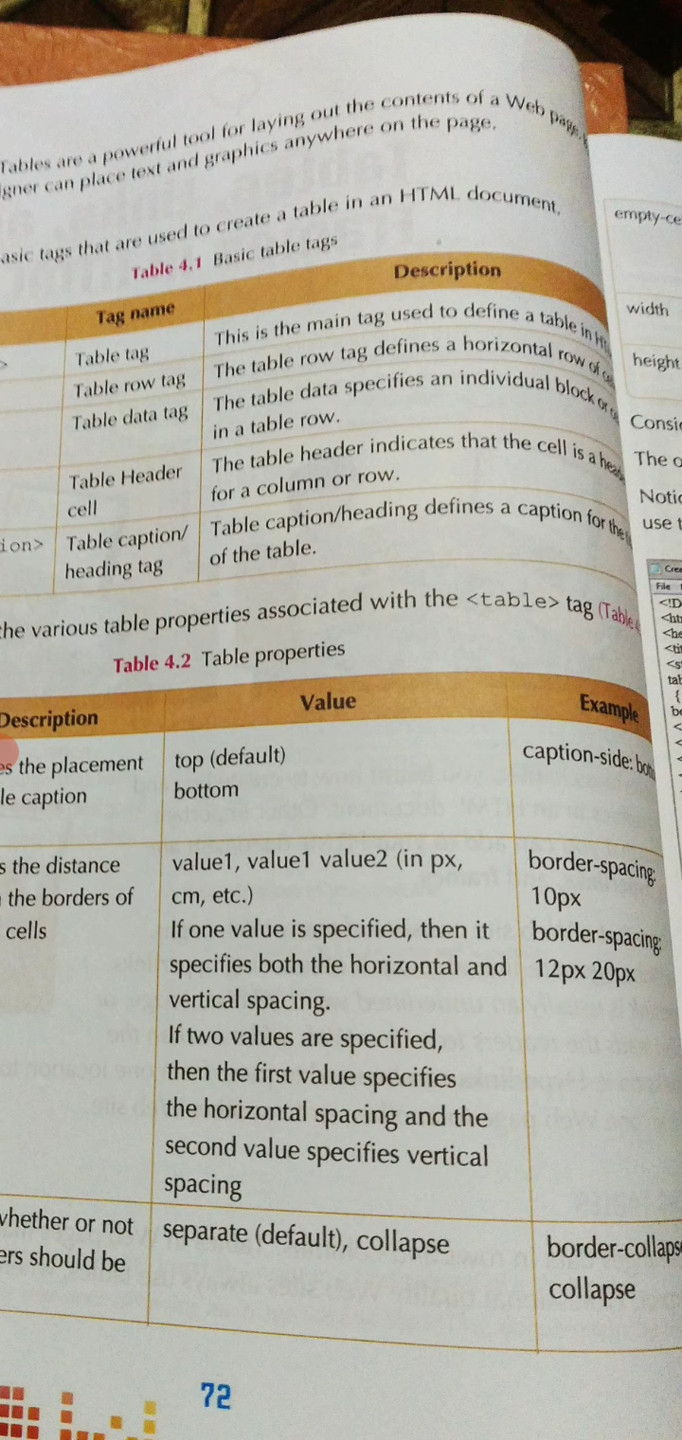 Tables are a powerful tool for laying out the contents of a Web page,
igner can place text and graphics anywhere on the page.
asic tags that are used to create a table in an HTML document.
Table 4.1 Basic table tags
Tag name Description
> Table tag This is the main tag used to define a table in
Table row tag The table row tag defines a horizontal row of
Table data tag The table data specifies an individual block or
in a table row.
Table Header The table header indicates that the cell is a
cell for a column or row.
ion> Table caption/ Table caption/heading defines a caption for the
heading tag of the table.
the various table properties associated with the <table> tag (Table
Table 4.2 Table properties
Description Value Example
es the placement top (default) caption-side:
le caption bottom
s the distance value1, value1 value2 (in px, border-spacing:
the borders of cm, etc.) 10px
cells If one value is specified, then it border-spacing:
specifies both the horizontal and 12px 20px
vertical spacing.
If two values are specified,
then the first value specifies
the horizontal spacing and the
second value specifies vertical
spacing
whether or not separate (default), collapse border-collaps
ers should be collapse
72
empty-ce
width
height
Consi
The o
Notic
use t
Crea
File
<!D
<ht
<he
<tit
<s
tab
{
b
<